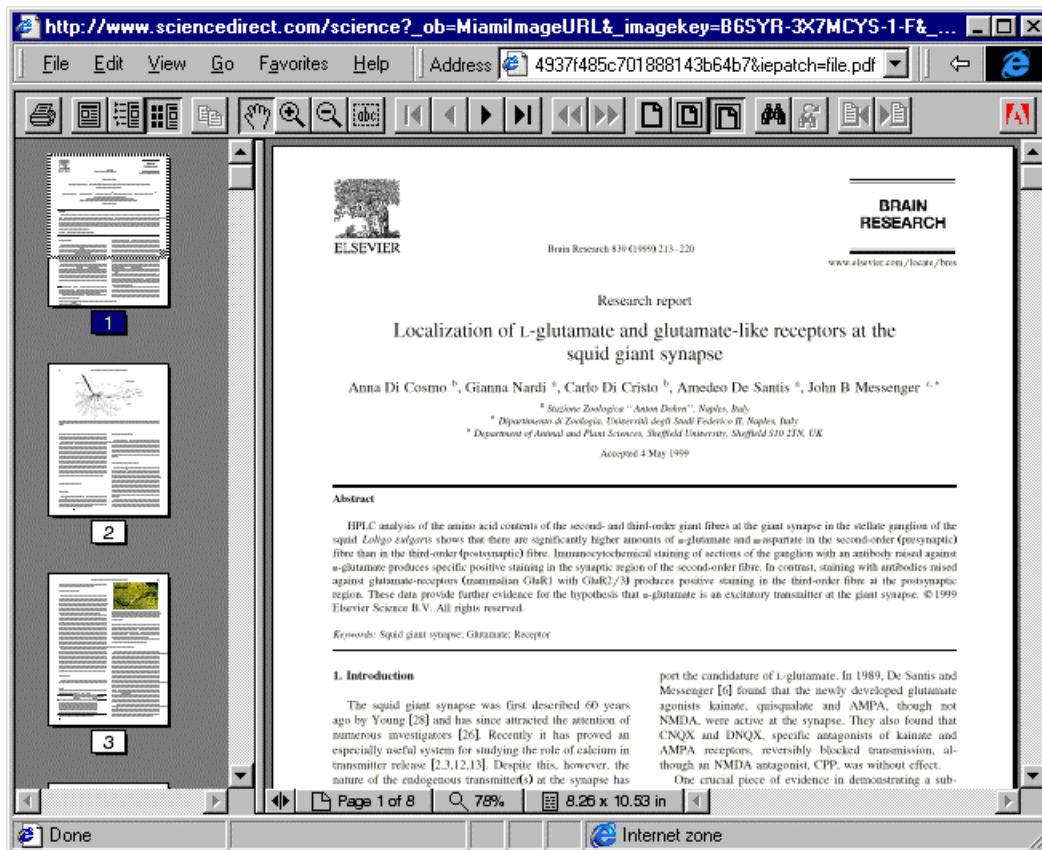 http://www.sciencedirect.com/science?_ob=MiamiImageURL&_imagekey=B6SYR-3X7MCYS-1-F&_...
File Edit View Go Favorites Help Address 4937f485c701888143b64b7&iepatch=file.pdf
abc
1
2
3
ELSEVIER
BRAIN
RESEARCH
Brain Research 839 (1999) 213–220
www.elsevier.com/locate/bres
Research report
Localization of L-glutamate and glutamate-like receptors at the
squid giant synapse
Anna Di Cosmo b, Gianna Nardi a, Carlo Di Cristo b, Amedeo De Santis a, John B Messenger c,*
a Stazione Zoologica "Anton Dohrn", Naples, Italy
Dipartimento di Zoologia, Università degli Studi Federico II, Naples, Italy
Department of Animal and Plant Sciences, Sheffield University, Sheffield S10 2TN, UK
Accepted 4 May 1999
Abstract
HPLC analysis of the amino acid contents of the second- and third-order giant fibres at the giant synapse in the stellate ganglion of the
squid Loligo vulgaris shows that there are significantly higher amounts of L-glutamate and L-aspartate in the second-order (presynaptic)
fibre than in the third-order (postsynaptic) fibre. Immunocytochemical staining of sections of the ganglion with an antibody raised against
L-glutamate produces specific positive staining in the synaptic region of the second-order fibre. In contrast, staining with antibodies raised
against glutamate-receptors (mammalian GluR1 with GluR2/3) produces positive staining in the third-order fibre at the postsynaptic
region. These data provide further evidence for the hypothesis that L-glutamate is an excitatory transmitter at the giant synapse. © 1999
Elsevier Science B.V. All rights reserved.
Keywords: Squid giant synapse; Glutamate; Receptor
1. Introduction
The squid giant synapse was first described 60 years
ago by Young [28] and has since attracted the attention of
numerous investigators [26]. Recently it has proved an
especially useful system for studying the role of calcium in
transmitter release [2,3,12,13]. Despite this, however, the
nature of the endogenous transmitter(s) at the synapse has
port the candidature of L-glutamate. In 1989, De Santis and
Messenger [6] found that the newly developed glutamate
agonists kainate, quisqualate and AMPA, though not
NMDA, were active at the synapse. They also found that
CNQX and DNQX, specific antagonists of kainate and
AMPA receptors, reversibly blocked transmission, al-
though an NMDA antagonist, CPP, was without effect.
One crucial piece of evidence in demonstrating a sub-
Page 1 of 8 78% 8.26 x 10.53 in
Done Internet zone